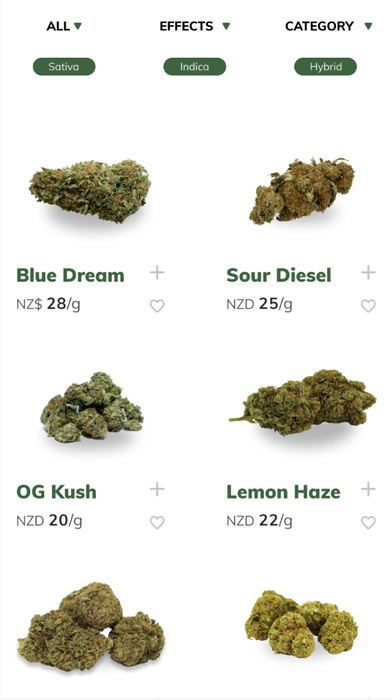 ALL EFFECTS CATEGORY
Sativa Indica Hybrid
Blue Dream
NZ$ 28/g
Sour Diesel
NZD 25/g
OG Kush
NZD 20/g
Lemon Haze
NZD 22/g